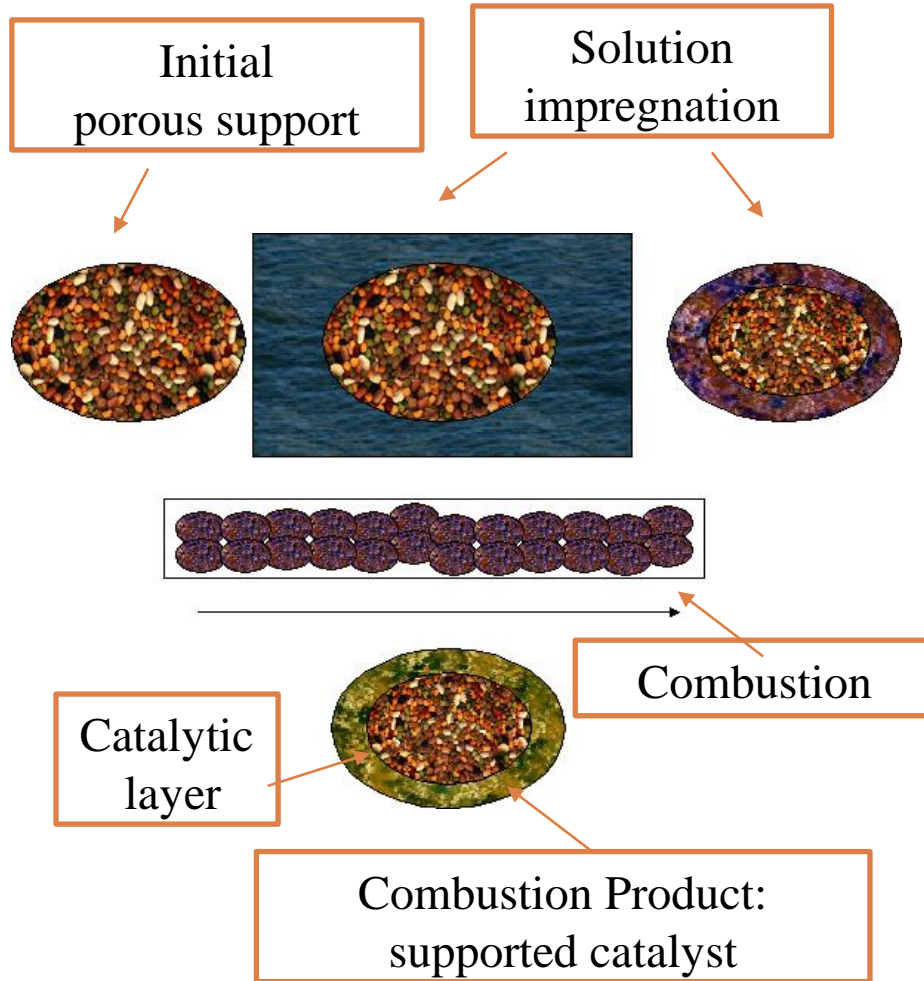 Initial
porous support
Solution
impregnation
Combustion
Catalytic
layer
Combustion Product:
supported catalyst